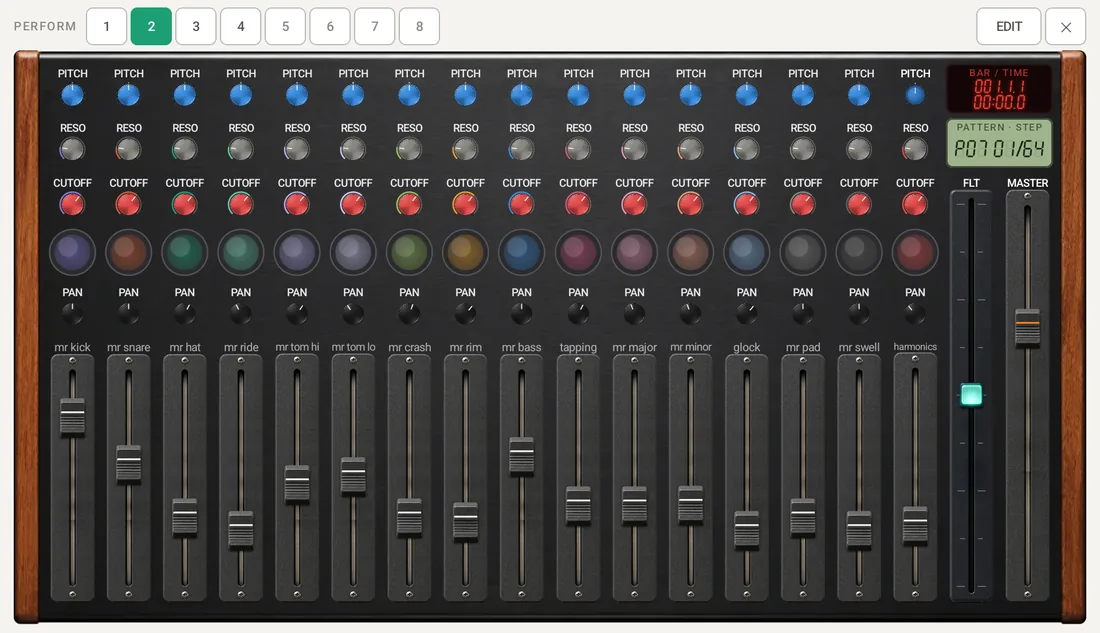 PERFORM 1 2 3 4 5 6 7 8 EDIT ×
PITCH PITCH PITCH PITCH PITCH PITCH PITCH PITCH PITCH PITCH PITCH PITCH PITCH PITCH PITCH PITCH
BAR / TIME
001.1.1
00:00.0
RESO RESO RESO RESO RESO RESO RESO RESO RESO RESO RESO RESO RESO RESO RESO RESO
PATTERN · STEP
P07 01/64
CUTOFF CUTOFF CUTOFF CUTOFF CUTOFF CUTOFF CUTOFF CUTOFF CUTOFF CUTOFF CUTOFF CUTOFF CUTOFF CUTOFF CUTOFF CUTOFF FLT MASTER
PAN PAN PAN PAN PAN PAN PAN PAN PAN PAN PAN PAN PAN PAN PAN PAN
mr kick mr snare mr hat mr ride mr tom hi mr tom lo mr crash mr rim mr bass tapping mr major mr minor glock mr pad mr swell harmonics